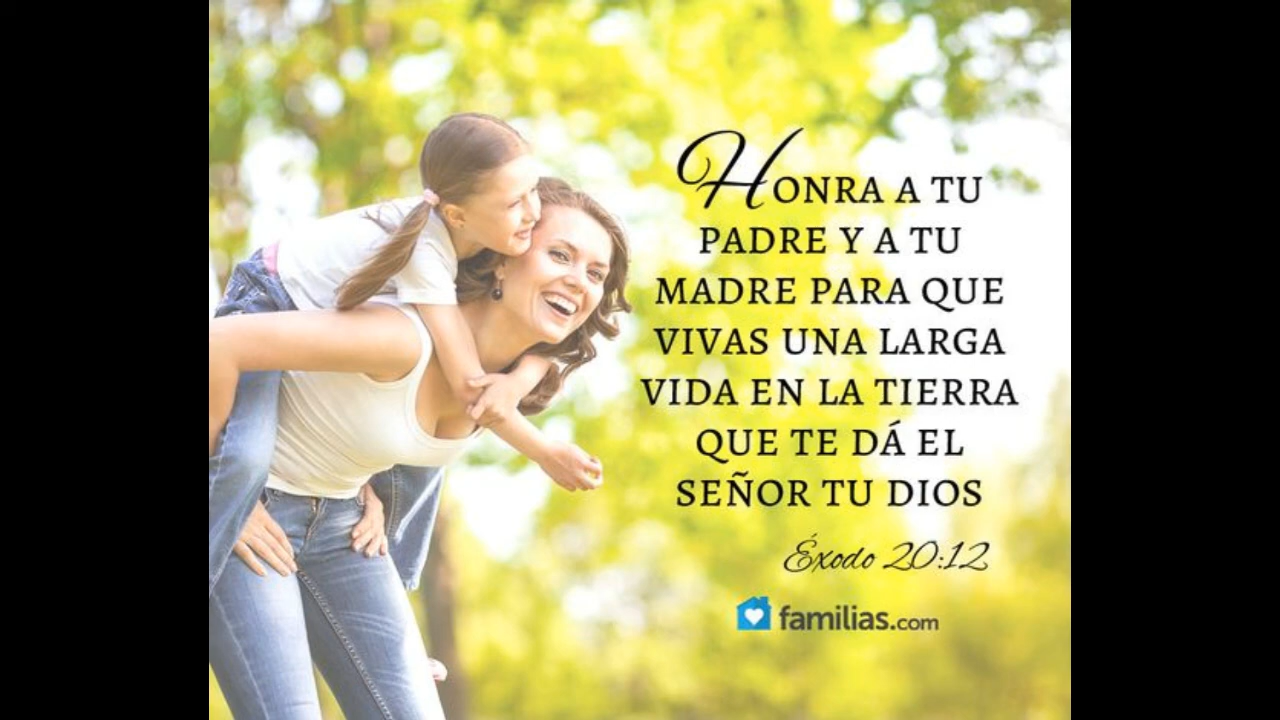 HONRA A TU
PADRE Y A TU
MADRE PARA QUE
VIVAS UNA LARGA
VIDA EN LA TIERRA
QUE TE DÁ EL
SEÑOR TU DIOS
Éxodo 20:12
familias.com